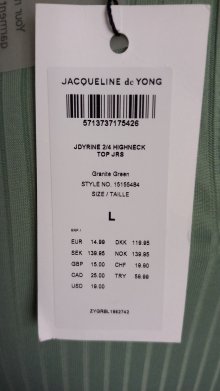 JACQUELINE de YONG
5713737175426
JDYRINE 2/4 HIGHNECK
TOP JRS
Granite Green
STYLE NO. 15155484
SIZE / TAILLE
L
EUR 14.99 DKK 119.95
SEK 139.95 NOK 139.95
GBP 15.00 CHF 19.90
CAD 25.00 TRY 59.99
USD 19.00
ZYGRBL1962742